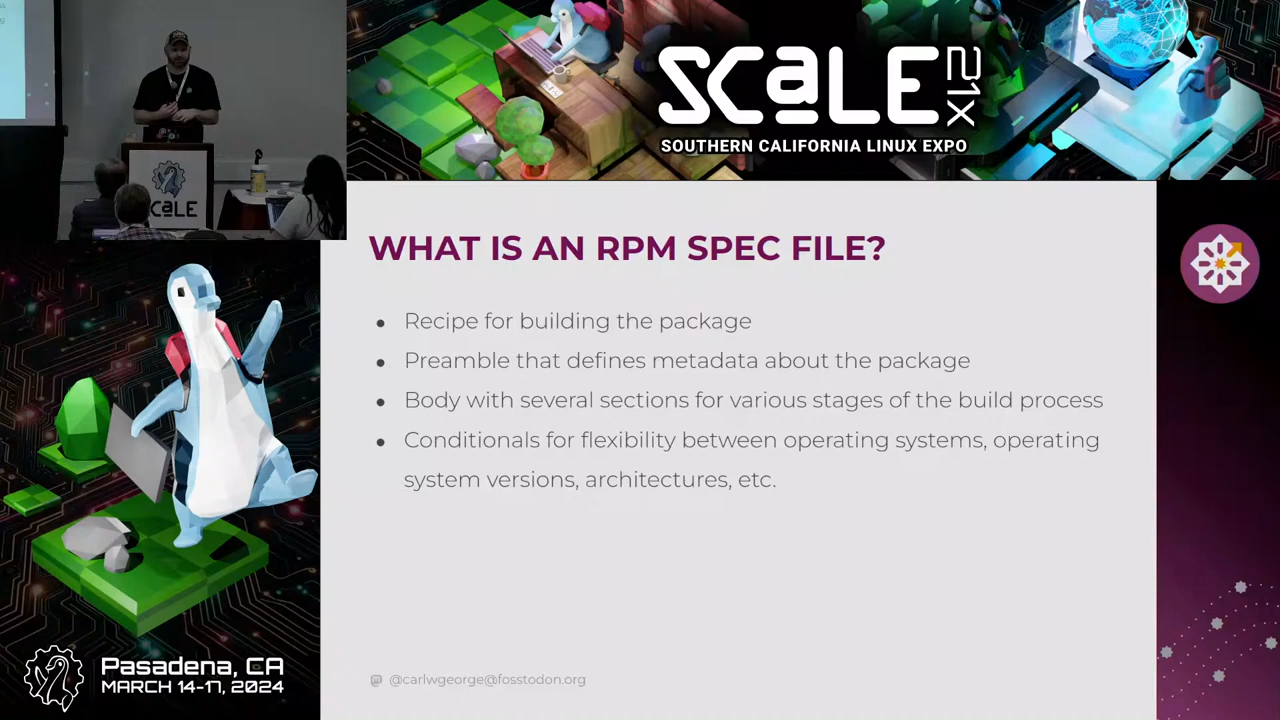 SCaLE 21x
SOUTHERN CALIFORNIA LINUX EXPO
SCaLE
WHAT IS AN RPM SPEC FILE?
Recipe for building the package
Preamble that defines metadata about the package
Body with several sections for various stages of the build process
Conditionals for flexibility between operating systems, operating
system versions, architectures, etc.
@carlwgeorge@fosstodon.org
Pasadena, CA
MARCH 14-17, 2024